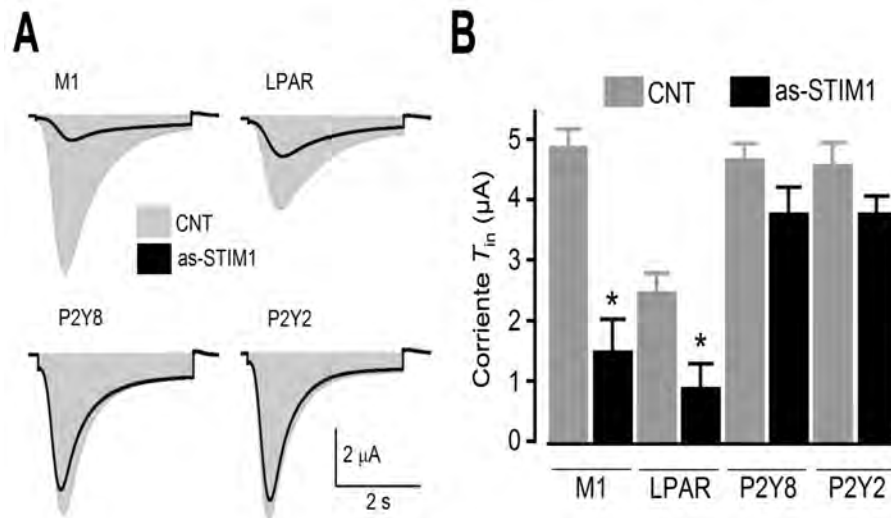 A
M1
LPAR
CNT
as-STIM1
P2Y8
P2Y2
2 µA
2 s
B
CNT
as-STIM1
Corriente Tin (µA)
5
4
3
2
1
0
*
*
M1
LPAR
P2Y8
P2Y2